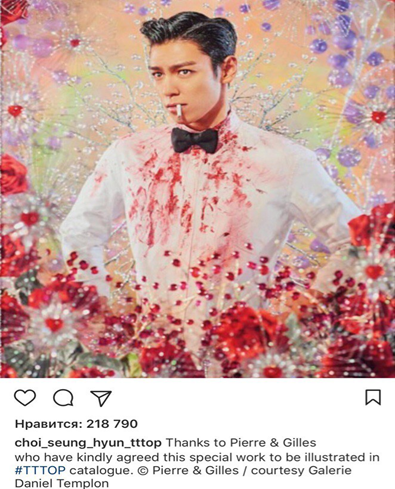 Нравится: 218 790
choi_seung_hyun_tttop Thanks to Pierre & Gilles
who have kindly agreed this special work to be illustrated in
#TTTOP catalogue. © Pierre & Gilles / courtesy Galerie
Daniel Templon